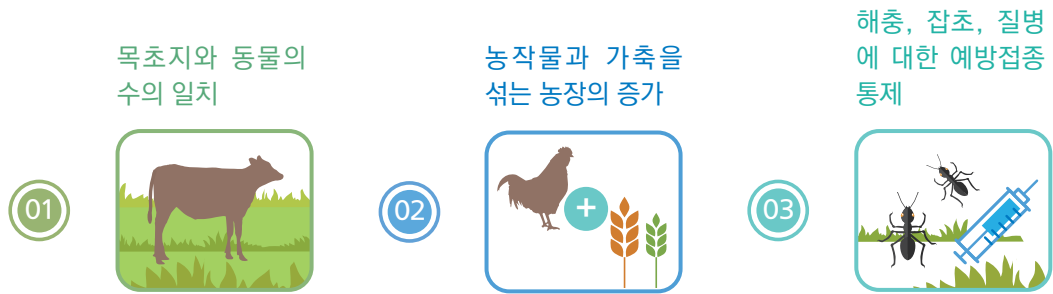 01
목초지와 동물의
수의 일치
02
농작물과 가축을
섞는 농장의 증가
+
03
해충, 잡초, 질병
에 대한 예방접종
통제